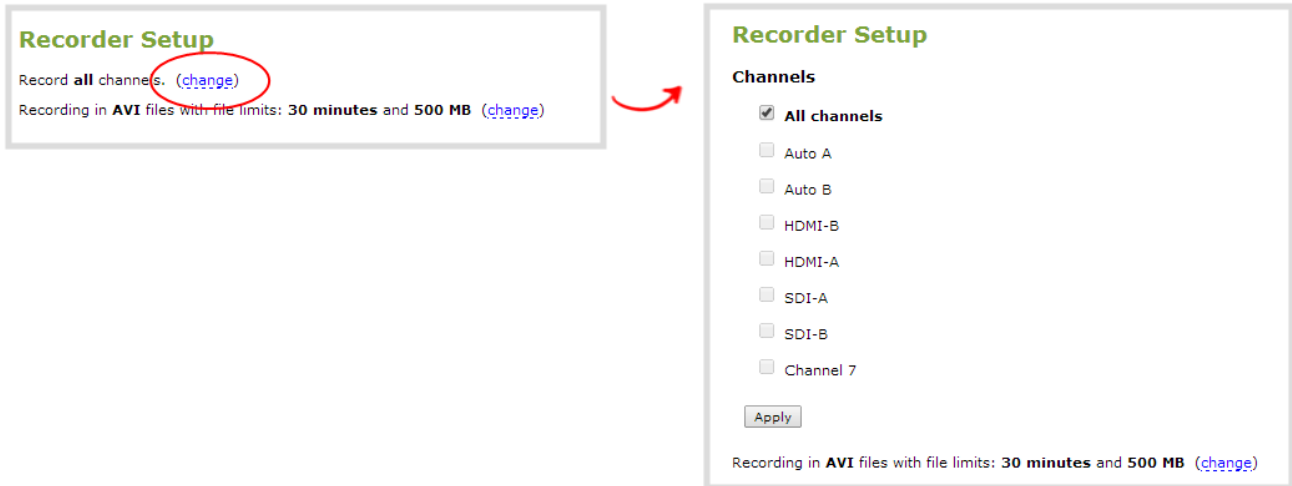 Recorder Setup
Record all channels. (change)
Recording in AVI files with file limits: 30 minutes and 500 MB (change)
Recorder Setup
Channels
All channels
Auto A
Auto B
HDMI-B
HDMI-A
SDI-A
SDI-B
Channel 7
Apply
Recording in AVI files with file limits: 30 minutes and 500 MB (change)